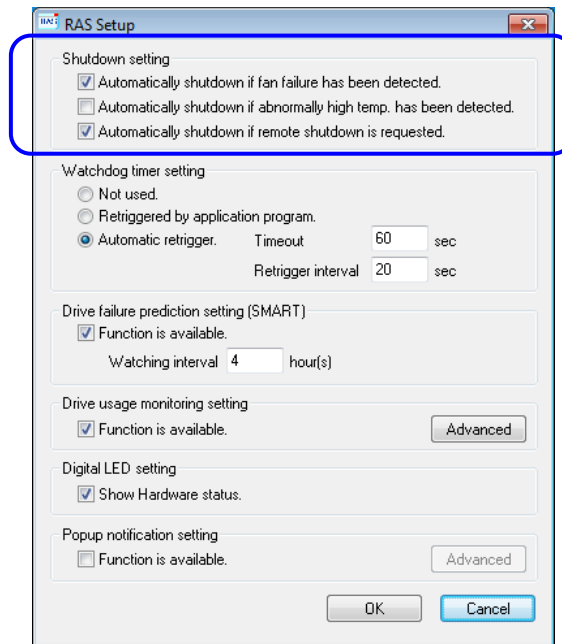 RAS RAS Setup
Shutdown setting
Automatically shutdown if fan failure has been detected.
Automatically shutdown if abnormally high temp. has been detected.
Automatically shutdown if remote shutdown is requested.
Watchdog timer setting
Not used.
Retriggered by application program.
Automatic retrigger. Timeout 60 sec
Retrigger interval 20 sec
Drive failure prediction setting (SMART)
Function is available.
Watching interval 4 hour(s)
Drive usage monitoring setting
Function is available. Advanced
Digital LED setting
Show Hardware status.
Popup notification setting
Function is available. Advanced
OK Cancel